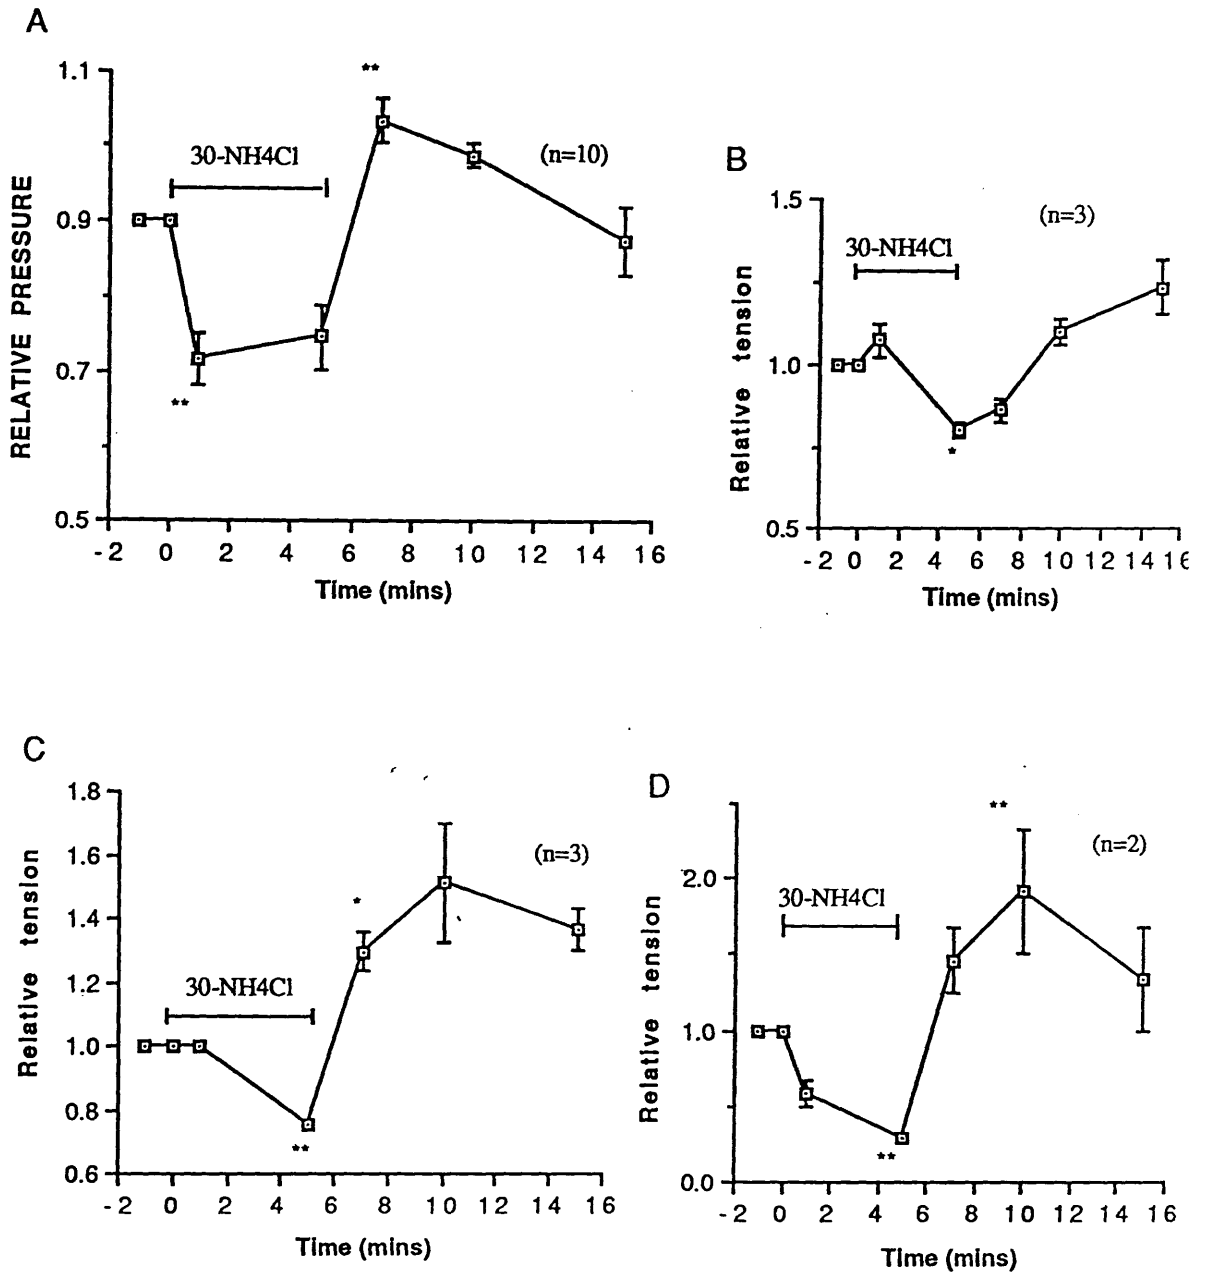 A
RELATIVE PRESSURE
1.1
0.9
0.7
0.5
**
30-NH4Cl
(n=10)
**
-2 0 2 4 6 8 10 12 14 16
Time (mins)
B
Relative tension
1.5
1.0
0.5
(n=3)
30-NH4Cl
*
-2 0 2 4 6 8 10 12 14 16
Time (mins)
C
Relative tension
1.8
1.6
1.4
1.2
1.0
0.8
0.6
(n=3)
*
30-NH4Cl
**
-2 0 2 4 6 8 10 12 14 16
Time (mins)
D
Relative tension
2.0
1.0
0.0
**
(n=2)
30-NH4Cl
**
-2 0 2 4 6 8 10 12 14 16
Time (mins)